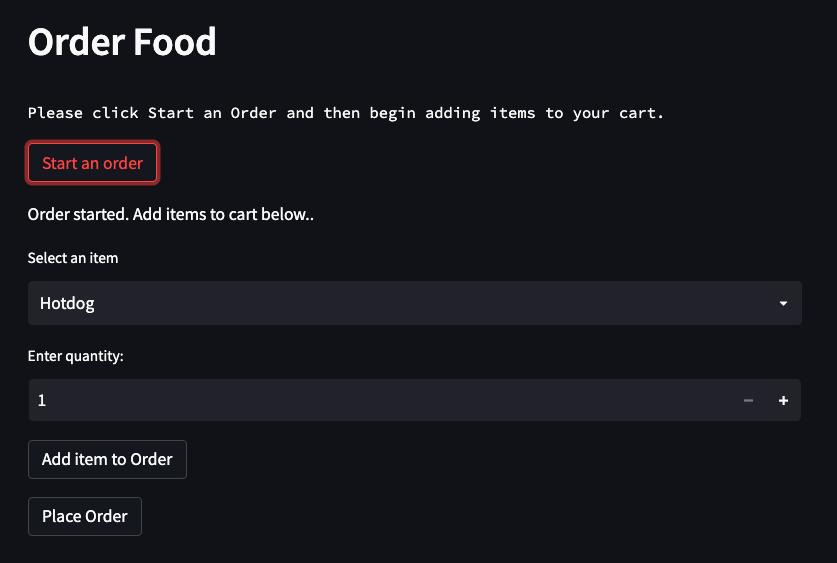 Order Food
Please click Start an Order and then begin adding items to your cart.
Start an order
Order started. Add items to cart below..
Select an item
Hotdog
Enter quantity:
1
Add item to Order
Place Order